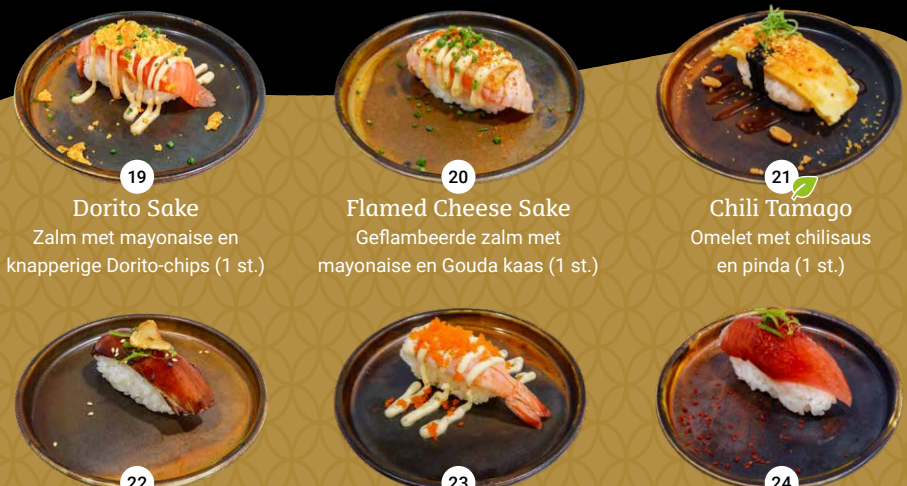 19
Dorito Sake
Zalm met mayonaise en
knapperige Dorito-chips (1 st.)
20
Flamed Cheese Sake
Geflambeerde zalm met
mayonaise en Gouda kaas (1 st.)
21
Chili Tamago
Omelet met chilisaus
en pinda (1 st.)
22
23
24